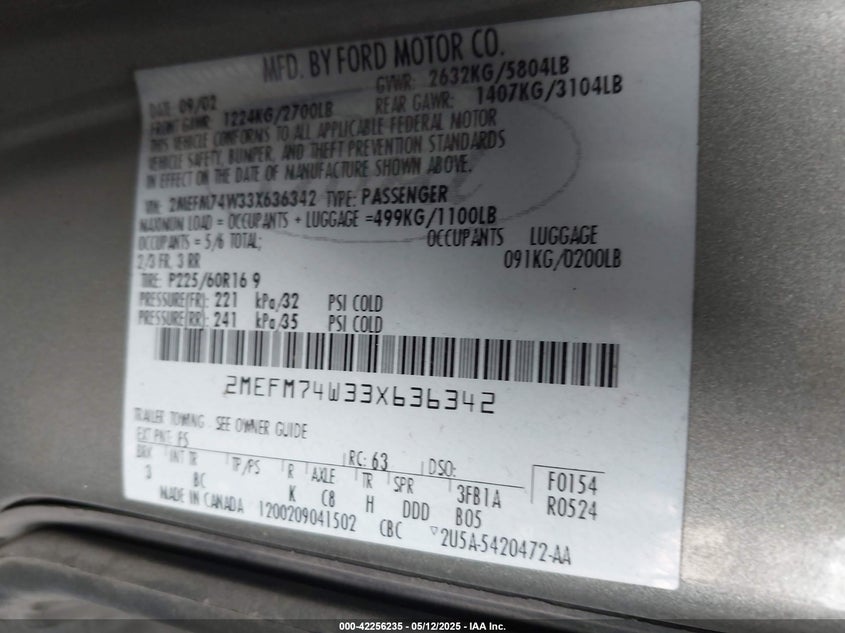 MFD. BY FORD MOTOR CO.
DATE: 09/02 GVWR: 2632KG/5804LB
FRONT GAWR: 1224KG/2700LB REAR GAWR: 1407KG/3104LB
THIS VEHICLE CONFORMS TO ALL APPLICABLE FEDERAL MOTOR
VEHICLE SAFETY, BUMPER, AND THEFT PREVENTION STANDARDS
IN EFFECT ON THE DATE OF MANUFACTURE SHOWN ABOVE.
VIN: 2MEFM74W33X636342 TYPE: PASSENGER
MAXIMUM LOAD = OCCUPANTS + LUGGAGE =499KG/1100LB
OCCUPANTS = 5/6 TOTAL; OCCUPANTS LUGGAGE
2/3 FR, 3 RR 091KG/0200LB
TIRE: P225/60R16 9
PRESSURE(FR): 221 kPa/32 PSI COLD
PRESSURE(RR): 241 kPa/35 PSI COLD
2MEFM74W33X636342
TRAILER TOWING - SEE OWNER GUIDE
EXT PNT: FS RC: 63 DSO:
BRK INT TR TP/PS R AXLE TR SPR 3FB1A F0154
3 BC K C8 H DDD B05 R0524
MADE IN CANADA 1200209041502 CBC ▽2U5A-5420472-AA
000-42256235 - 05/12/2025 - IAA Inc.